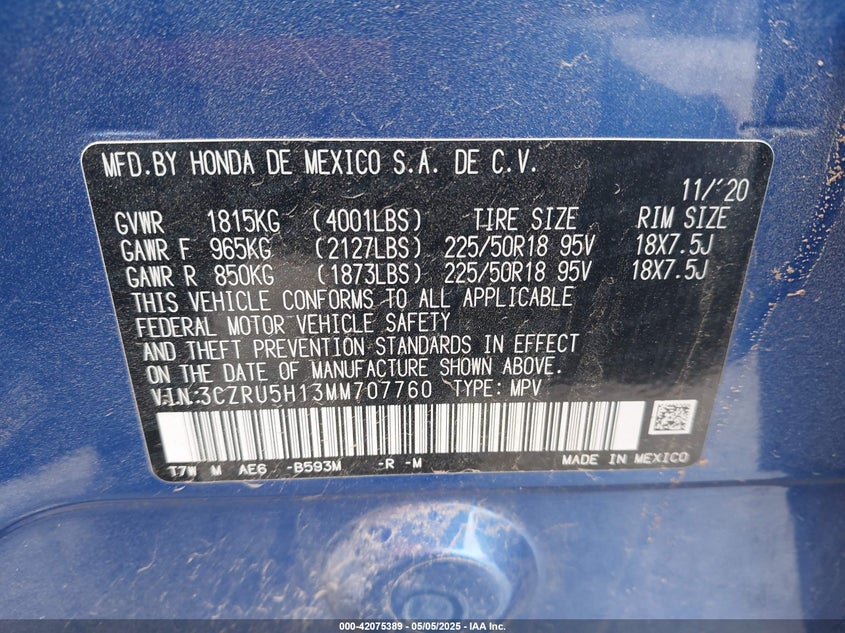 MFD.BY HONDA DE MEXICO S.A. DE C.V.
11/'20
GVWR 1815KG (4001LBS) TIRE SIZE RIM SIZE
GAWR F 965KG (2127LBS) 225/50R18 95V 18X7.5J
GAWR R 850KG (1873LBS) 225/50R18 95V 18X7.5J
THIS VEHICLE CONFORMS TO ALL APPLICABLE
FEDERAL MOTOR VEHICLE SAFETY
AND THEFT PREVENTION STANDARDS IN EFFECT
ON THE DATE OF MANUFACTURE SHOWN ABOVE.
V.I.N:3CZRU5H13MM707760 TYPE: MPV
T7W M AE6 -B593M -R -M MADE IN MEXICO
000-42075389 - 05/05/2025 - IAA Inc.